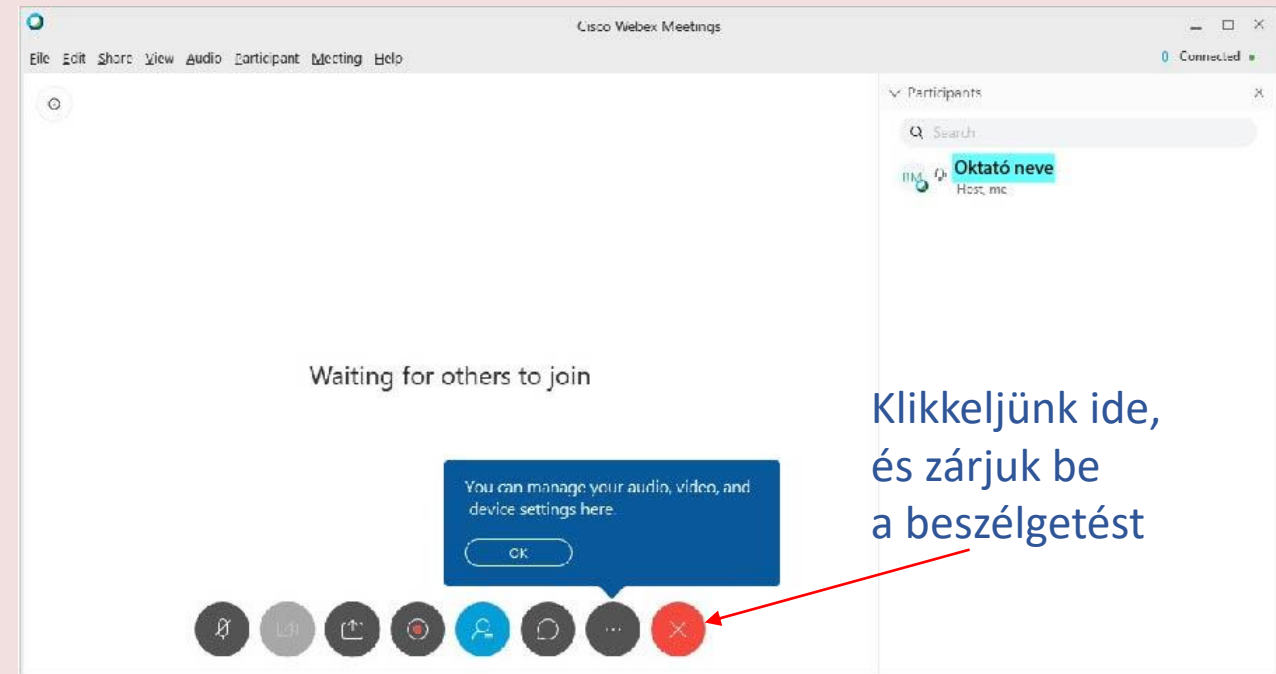 Cisco Webex Meetings
File Edit Share View Audio Participant Meeting Help
Connected
Participants
Search
Oktató neve
Host, me
Waiting for others to join
Klikkeljünk ide,
és zárjuk be
a beszélgetést
You can manage your audio, video, and
device settings here.
OK